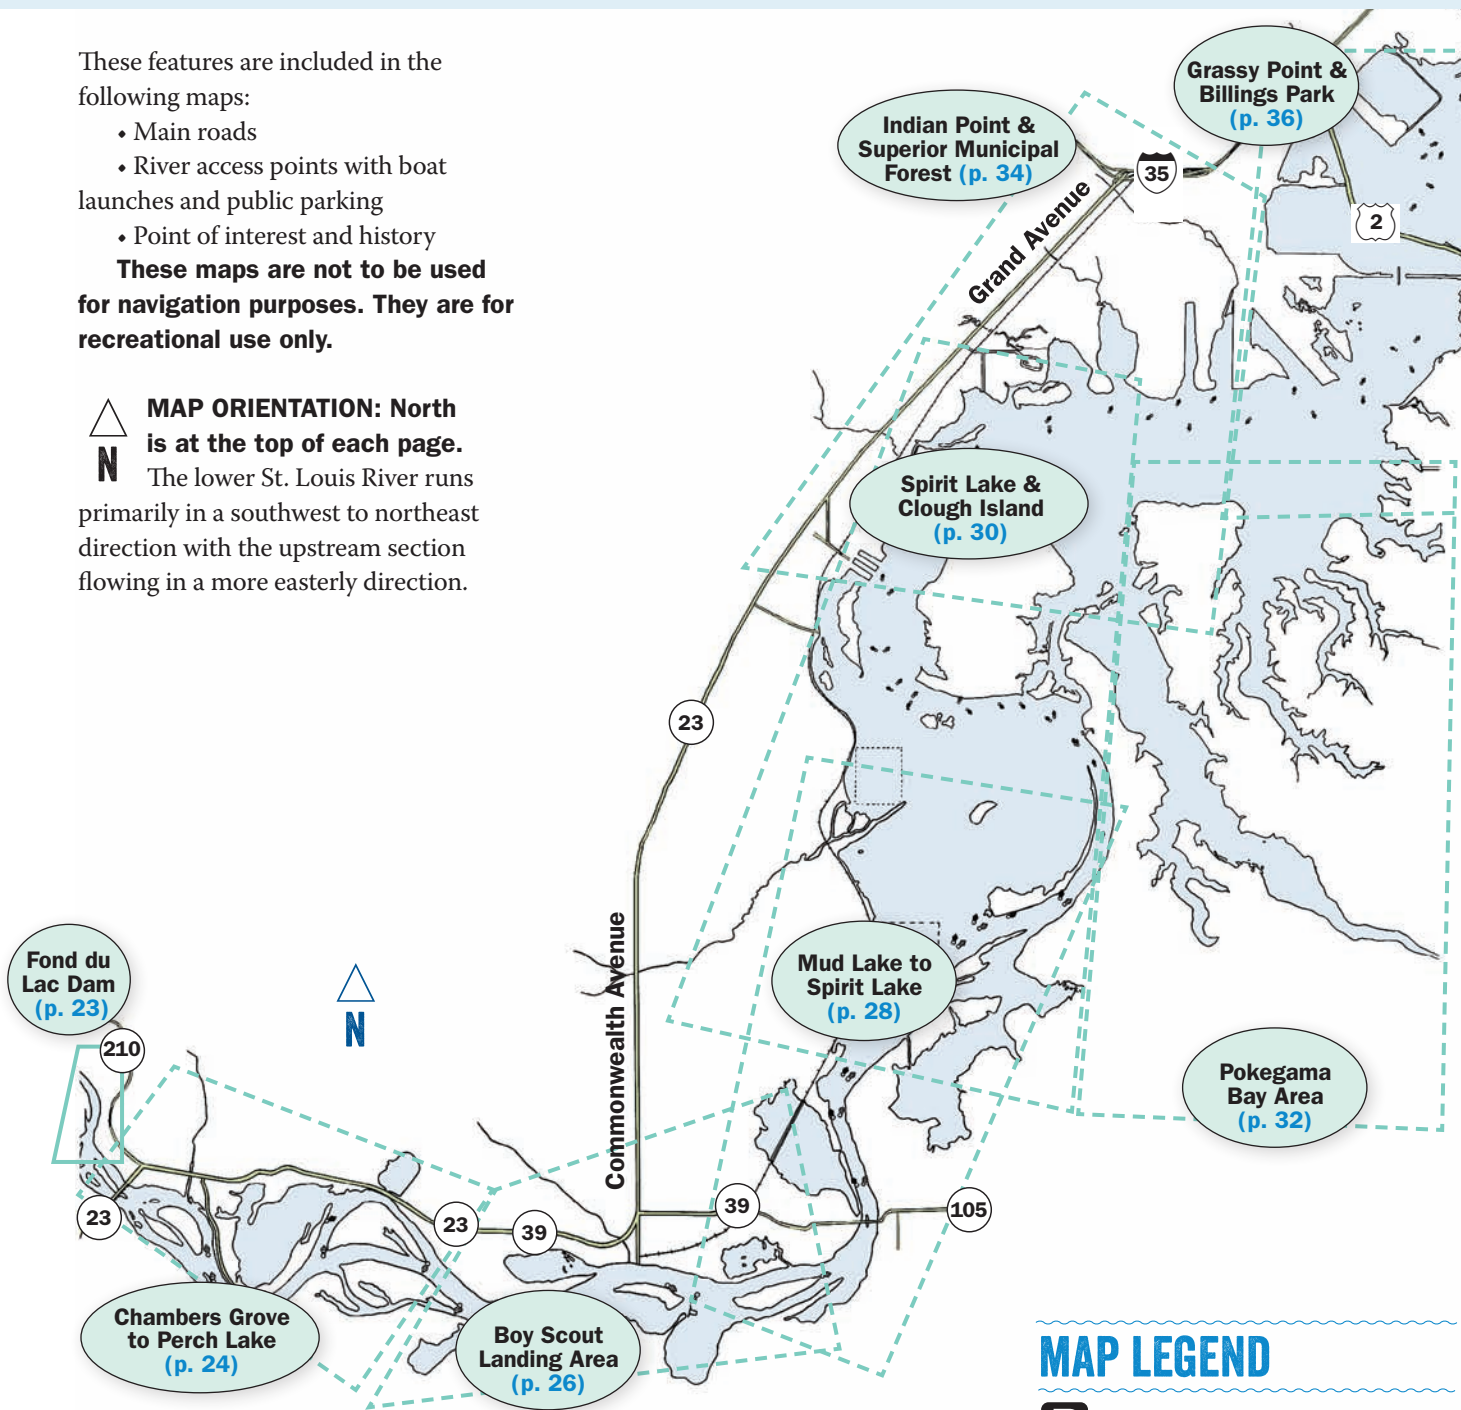 These features are included in the
following maps:
• Main roads
• River access points with boat
launches and public parking
• Point of interest and history
These maps are not to be used
for navigation purposes. They are for
recreational use only.
MAP ORIENTATION: North
is at the top of each page.
N
The lower St. Louis River runs
primarily in a southwest to northeast
direction with the upstream section
flowing in a more easterly direction.
Grassy Point &
Billings Park
(p. 36)
Indian Point &
Superior Municipal
Forest (p. 34)
35
2
Grand Avenue
Spirit Lake &
Clough Island
(p. 30)
23
Commonwealth Avenue
Mud Lake to
Spirit Lake
(p. 28)
Fond du
Lac Dam
(p. 23)
N
210
Pokegama
Bay Area
(p. 32)
23
23
39
39
105
Chambers Grove
to Perch Lake
(p. 24)
Boy Scout
Landing Area
(p. 26)
MAP LEGEND